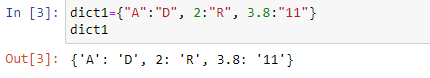 In [3]: dict1={"A":"D", 2:"R", 3.8:"11"}
dict1
Out[3]: {'A': 'D', 2: 'R', 3.8: '11'}